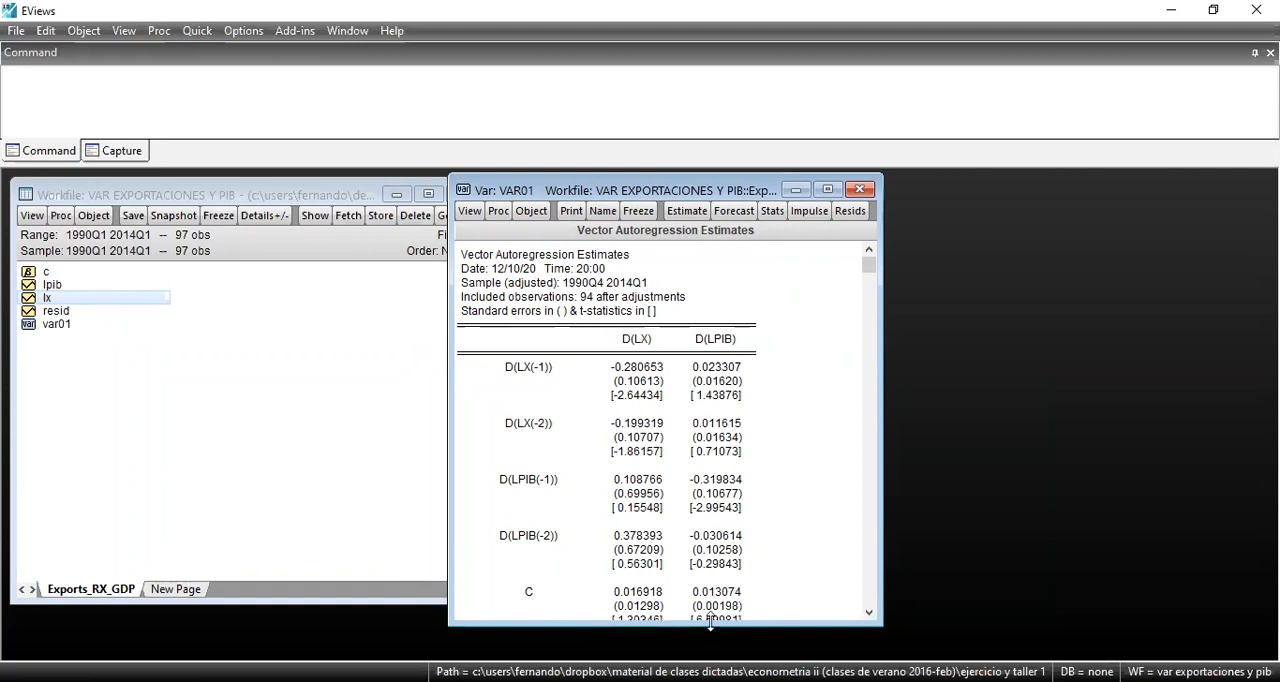 EViews
File Edit Object View Proc Quick Options Add-ins Window Help
Command
Command Capture
Workfile: VAR EXPORTACIONES Y PIB - (c:\users\fernando\de...
View Proc Object Save Snapshot Freeze Details+/- Show Fetch Store Delete
Range: 1990Q1 2014Q1 -- 97 obs
Sample: 1990Q1 2014Q1 -- 97 obs Order:
c
lpib
lx
resid
var01
Exports_RX_GDP New Page
Var: VAR01 Workfile: VAR EXPORTACIONES Y PIB::Exp...
View Proc Object Print Name Freeze Estimate Forecast Stats Impulse Resids
Vector Autoregression Estimates
Vector Autoregression Estimates
Date: 12/10/20 Time: 20:00
Sample (adjusted): 1990Q4 2014Q1
Included observations: 94 after adjustments
Standard errors in ( ) & t-statistics in [ ]
D(LX) D(LPIB)
D(LX(-1)) -0.280653 0.023307
(0.10613) (0.01620)
[-2.64434] [ 1.43876]
D(LX(-2)) -0.199319 0.011615
(0.10707) (0.01634)
[-1.86157] [ 0.71073]
D(LPIB(-1)) 0.108766 -0.319834
(0.69956) (0.10677)
[ 0.15548] [-2.99543]
D(LPIB(-2)) 0.378393 -0.030614
(0.67209) (0.10258)
[ 0.56301] [-0.29843]
C 0.016918 0.013074
(0.01298) (0.00198)
Path = c:\users\fernando\dropbox\material de clases dictadas\econometria ii (clases de verano 2016-feb)\ejercicio y taller 1 DB = none WF = var exportaciones y pib